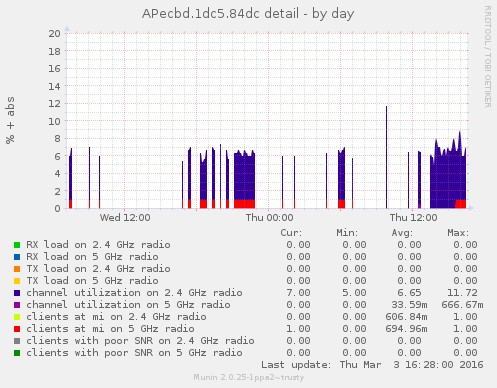 APecbd.1dc5.84dc detail - by day
RRDTOOL / TOBI OETIKER
% + abs
20
18
16
14
12
10
8
6
4
2
0
Wed 12:00 Thu 00:00 Thu 12:00
Cur: Min: Avg: Max:
RX load on 2.4 GHz radio 0.00 0.00 0.00 0.00
RX load on 5 GHz radio 0.00 0.00 0.00 0.00
TX load on 2.4 GHz radio 0.00 0.00 0.00 0.00
TX load on 5 GHz radio 0.00 0.00 0.00 0.00
channel utilization on 2.4 GHz radio 7.00 5.00 6.65 11.72
channel utilization on 5 GHz radio 0.00 0.00 33.59m 666.67m
clients at mi on 2.4 GHz radio 0.00 0.00 606.84m 1.00
clients at mi on 5 GHz radio 1.00 0.00 694.96m 1.00
clients with poor SNR on 2.4 GHz radio 0.00 0.00 0.00 0.00
clients with poor SNR on 5 GHz radio 0.00 0.00 0.00 0.00
Last update: Thu Mar 3 16:28:00 2016
Munin 2.0.25-1ppa2~trusty